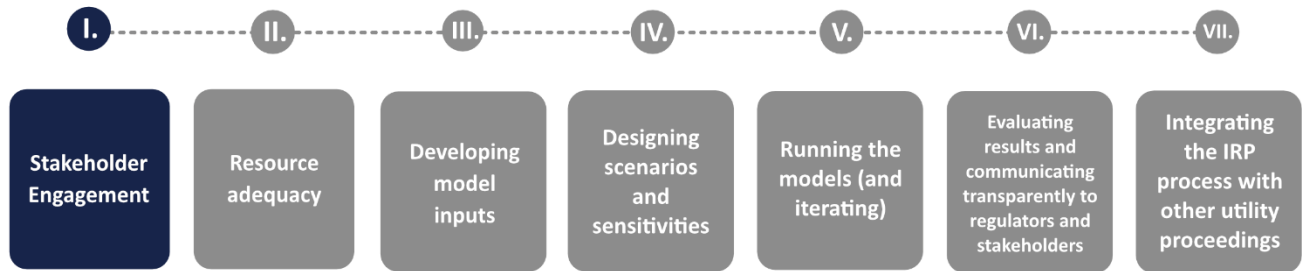 I.
II.
III.
IV.
V.
VI.
VII.
Stakeholder
Engagement
Resource
adequacy
Developing
model
inputs
Designing
scenarios
and
sensitivities
Running the
models (and
iterating)
Evaluating
results and
communicating
transparently to
regulators and
stakeholders
Integrating
the IRP
process with
other utility
proceedings